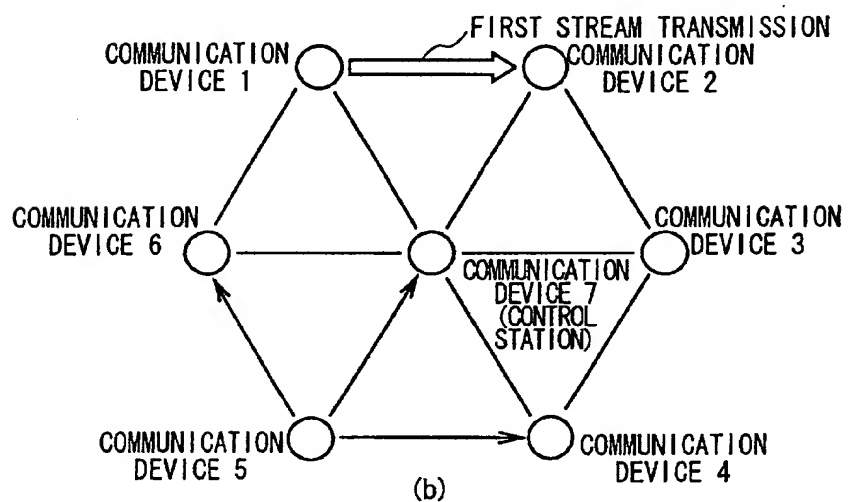 FIRST STREAM TRANSMISSION
COMMUNICATION
DEVICE 1
COMMUNICATION
DEVICE 2
COMMUNICATION
DEVICE 6
COMMUNICATION
DEVICE 3
COMMUNICATION
DEVICE 7
(CONTROL
STATION)
COMMUNICATION
DEVICE 5
COMMUNICATION
DEVICE 4
(b)